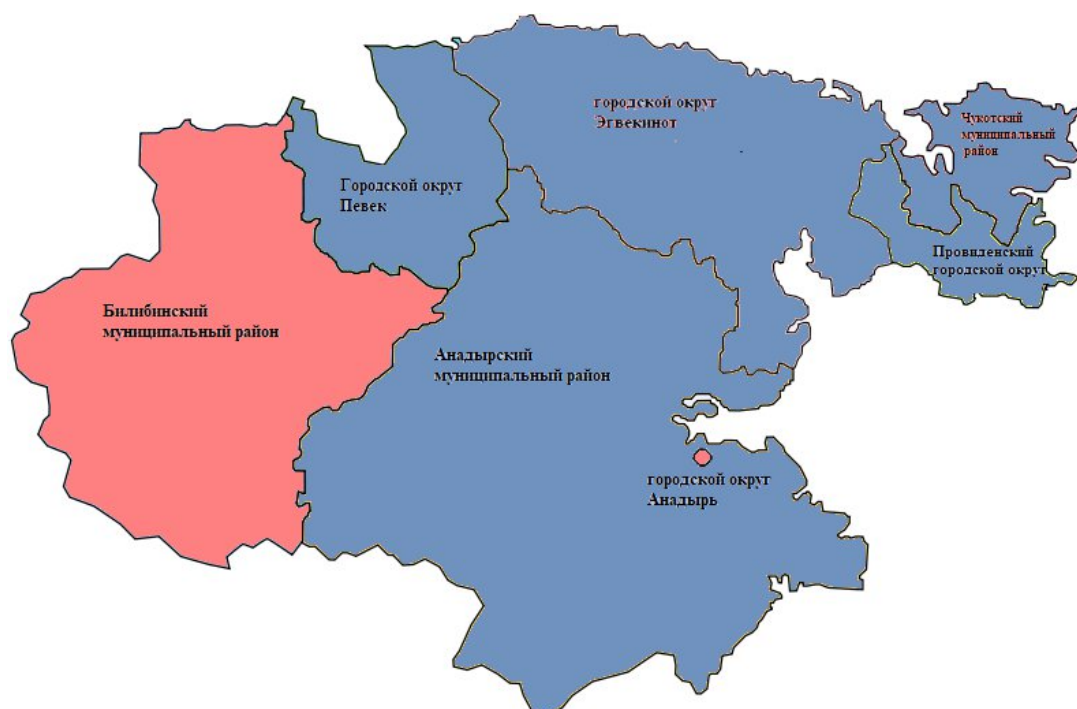 городской округ
Эгвекинот
Чукотский
муниципальный
район
Городской округ
Певек
Провиденский
городской округ
Билибинский
муниципальный район
Анадырский
муниципальный район
городской округ
Анадырь